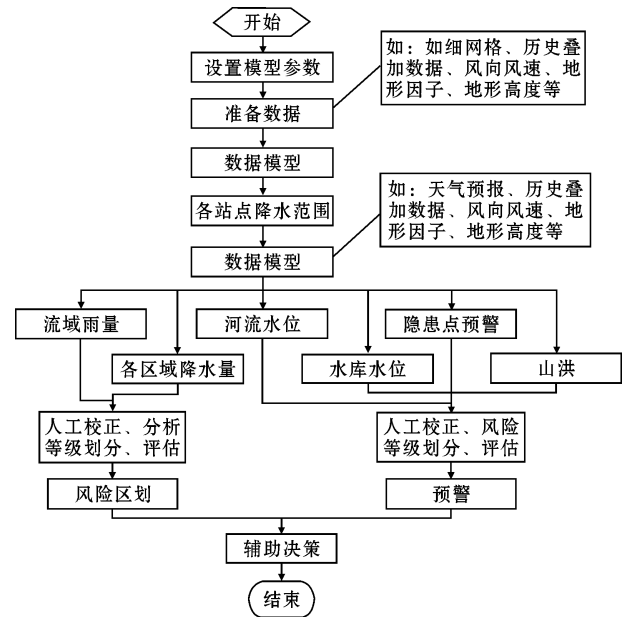 开始
设置模型参数
如：如细网格、历史叠
加数据、风向风速、地
形因子、地形高度等
准备数据
数据模型
各站点降水范围
如：天气预报、历史叠
加数据、风向风速、地
形因子、地形高度等
数据模型
流域雨量
河流水位
隐患点预警
各区域降水量
水库水位
山洪
人工校正、分析
等级划分、评估
人工校正、风险
等级划分、评估
风险区划
预警
辅助决策
结束